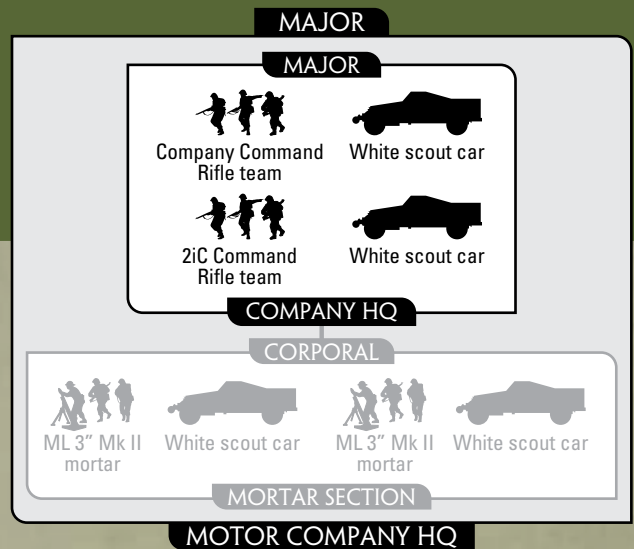 MAJOR
MAJOR
Company Command
Rifle team
White scout car
2iC Command
Rifle team
White scout car
COMPANY HQ
CORPORAL
ML 3” Mk II
mortar
White scout car
ML 3” Mk II
mortar
White scout car
MORTAR SECTION
MOTOR COMPANY HQ